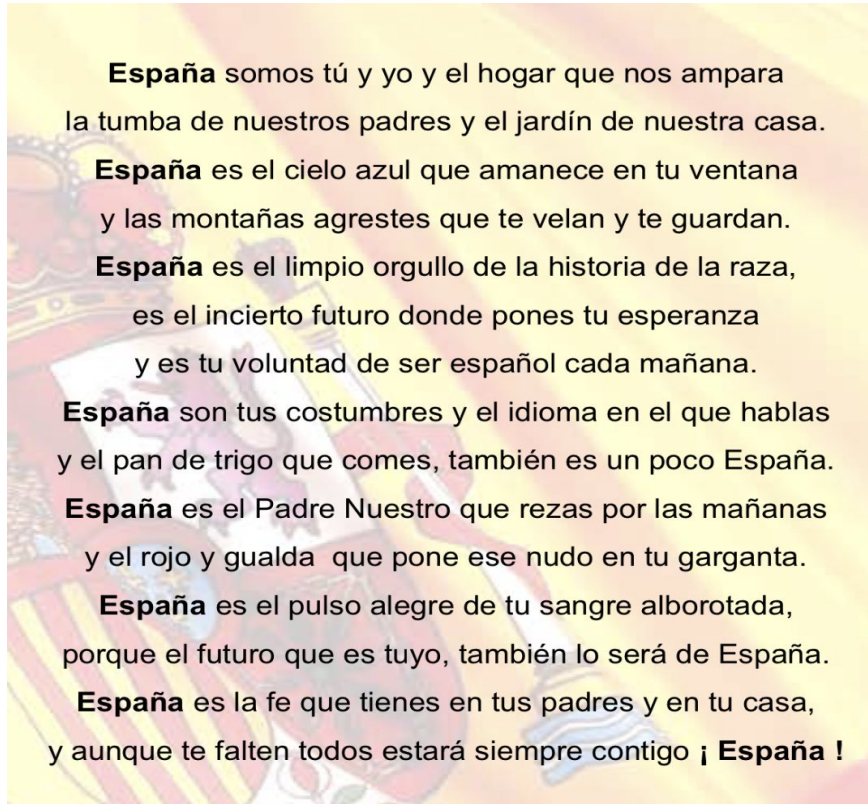 España somos tú y yo y el hogar que nos ampara
la tumba de nuestros padres y el jardín de nuestra casa.
España es el cielo azul que amanece en tu ventana
y las montañas agrestes que te velan y te guardan.
España es el limpio orgullo de la historia de la raza,
es el incierto futuro donde pones tu esperanza
y es tu voluntad de ser español cada mañana.
España son tus costumbres y el idioma en el que hablas
y el pan de trigo que comes, también es un poco España.
España es el Padre Nuestro que rezas por las mañanas
y el rojo y gualda  que pone ese nudo en tu garganta.
España es el pulso alegre de tu sangre alborotada,
porque el futuro que es tuyo, también lo será de España.
España es la fe que tienes en tus padres y en tu casa,
y aunque te falten todos estará siempre contigo ¡ España !